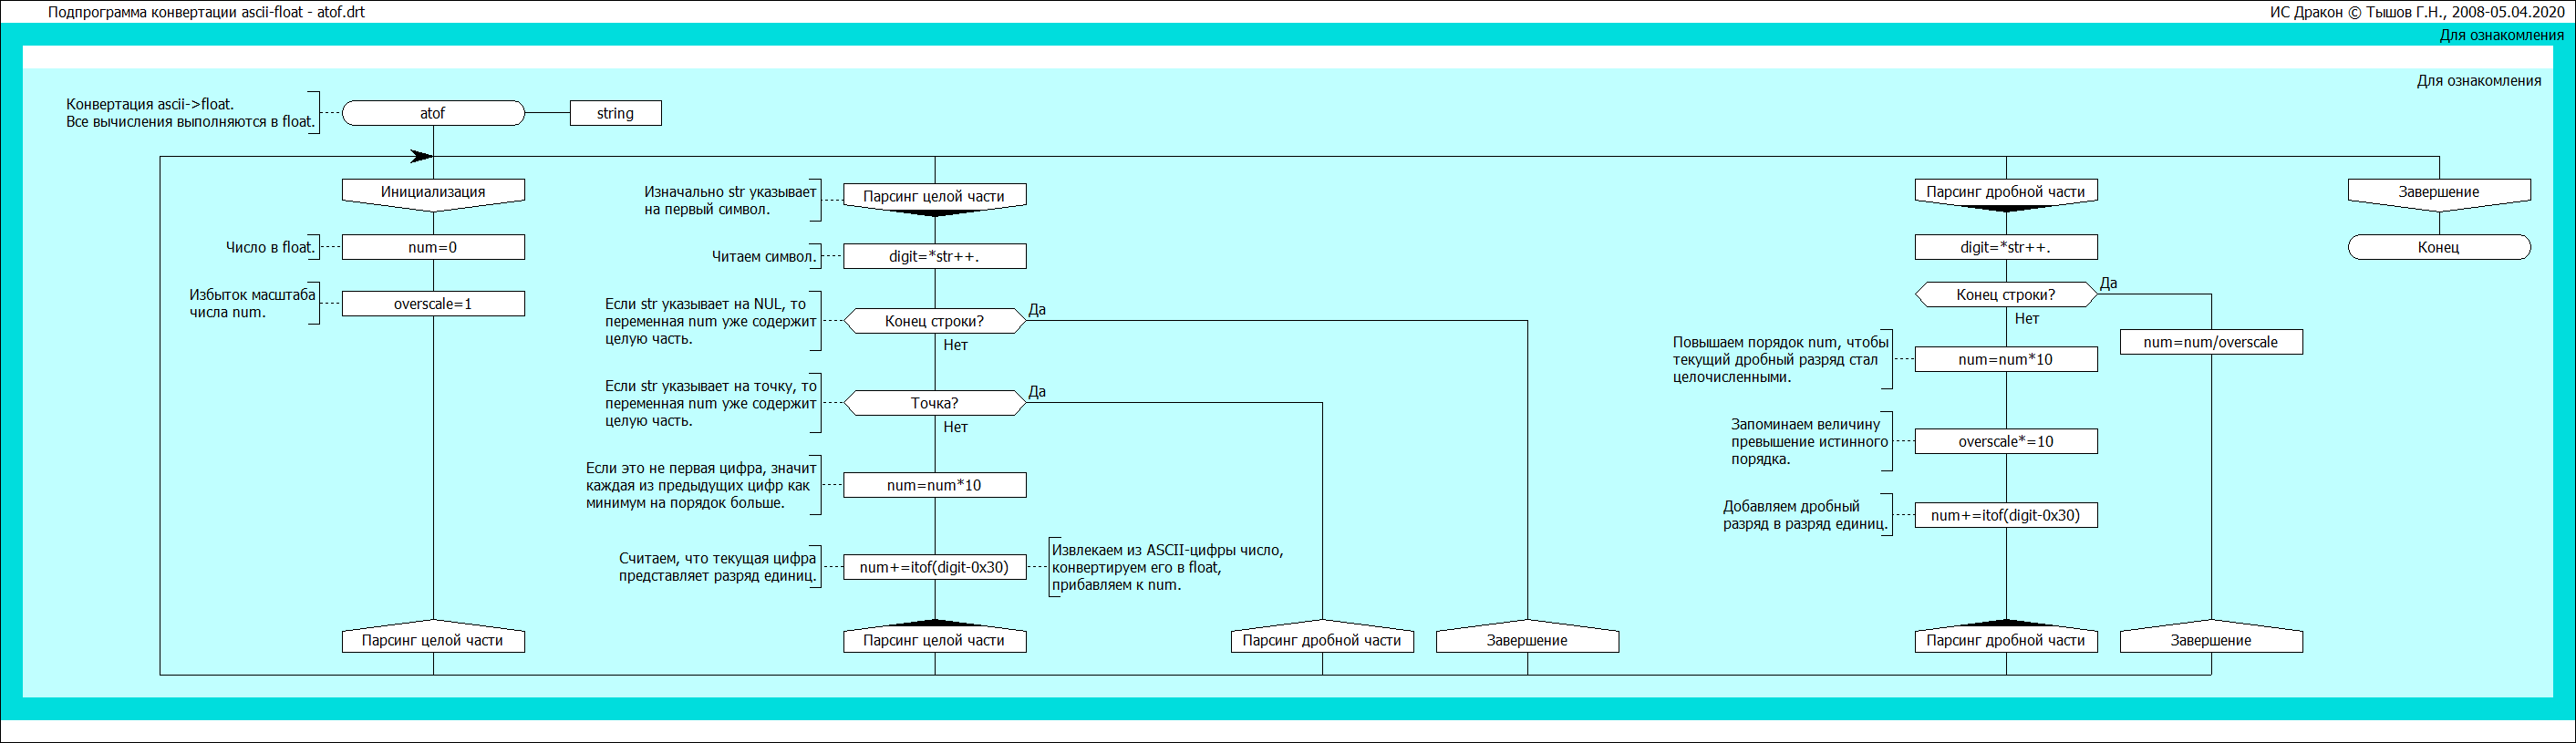 Подпрограмма конвертации ascii-float - atof.drt
ИС Дракон © Тышов Г.Н., 2008-05.04.2020
Для ознакомления
Для ознакомления
Конвертация ascii->float.
Все вычисления выполняются в float.
atof
string
Инициализация
Число в float.
num=0
Избыток масштаба
числа num.
overscale=1
Парсинг целой части
Изначально str указывает
на первый символ.
Парсинг целой части
Читаем символ.
digit=*str++.
Если str указывает на NUL, то
переменная num уже содержит
целую часть.
Конец строки?
Да
Нет
Если str указывает на точку, то
переменная num уже содержит
целую часть.
Точка?
Да
Нет
Если это не первая цифра, значит
каждая из предыдущих цифр как
минимум на порядок больше.
num=num*10
Считаем, что текущая цифра
представляет разряд единиц.
num+=itof(digit-0x30)
Извлекаем из ASCII-цифры число,
конвертируем его в float,
прибавляем к num.
Парсинг целой части
Парсинг дробной части
Завершение
Парсинг дробной части
digit=*str++.
Конец строки?
Да
Нет
num=num/overscale
Повышаем порядок num, чтобы
текущий дробный разряд стал
целочисленными.
num=num*10
Запоминаем величину
превышение истинного
порядка.
overscale*=10
Добавляем дробный
разряд в разряд единиц.
num+=itof(digit-0x30)
Парсинг дробной части
Завершение
Завершение
Конец